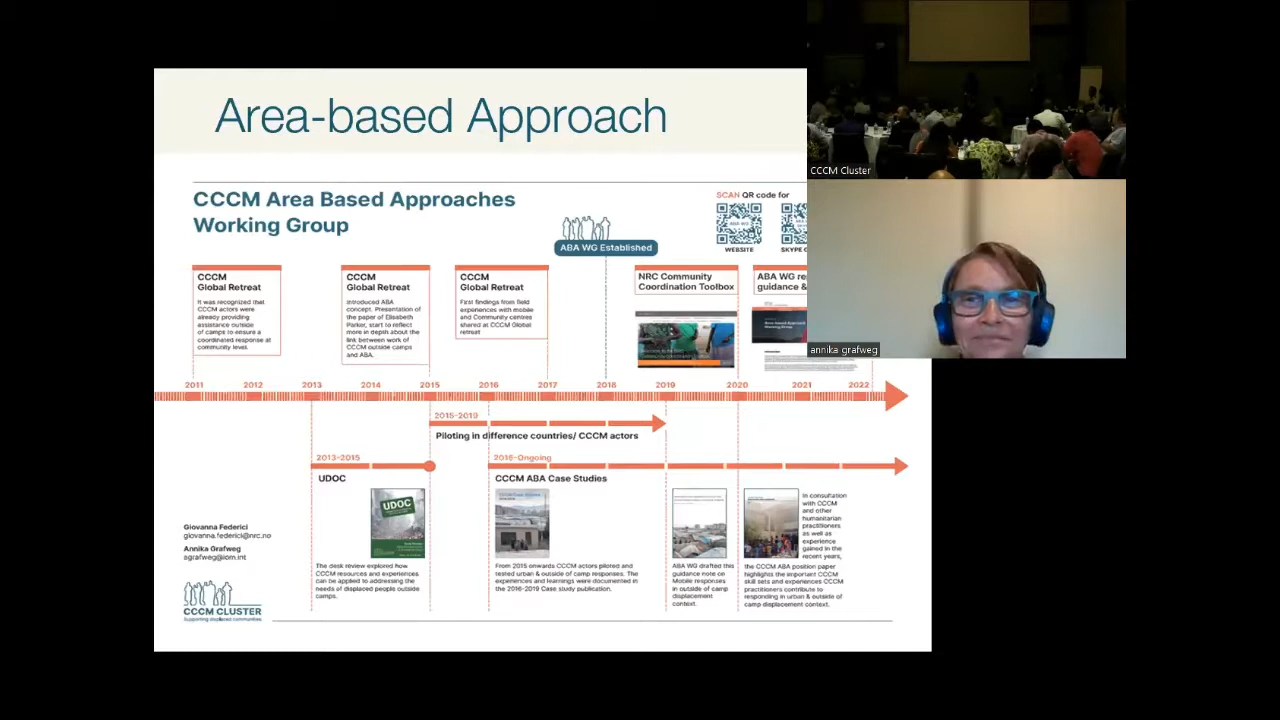 Area-based Approach
CCCM Area Based Approaches
Working Group
ABA WG Established
SCAN QR code for
WEBSITE
SKYPE
CCCM Cluster
annika grafweg
CCCM
Global Retreat
It was recognized that
CCCM actors were
already providing
assistance outside
of camps to ensure a
coordinated response at
community level.
CCCM
Global Retreat
Introduced ABA
concept. Presentation of
the paper of Elisabeth
Parker, start to reflect
more in depth about the
link between work of
CCCM outside camps
and ABA.
CCCM
Global Retreat
First findings from field
experiences with mobile
and Community centres
shared at CCCM Global
retreat
NRC Community
Coordination Toolbox
ABA WG re
guidance &
2011 2012 2013 2014 2015 2016 2017 2018 2019 2020 2021 2022
2015-2019
Piloting in difference countries/ CCCM actors
2013-2015
UDOC
UDOC
The desk review explored how
CCCM resources and experiences
can be applied to addressing the
needs of displaced people outside
camps.
2016-Ongoing
CCCM ABA Case Studies
From 2015 onwards CCCM actors piloted and
tested urban & outside of camp responses. The
experiences and learnings were documented in
the 2016-2019 Case study publication.
ABA WG drafted this
guidance note on
Mobile responses
in outside of camp
displacement
context.
In consultation
with CCCM
and other
humanitarian
practitioners
as well as
experience
gained in the
recent years,
the CCCM ABA position paper
highlights the important CCCM
skill sets and experiences CCCM
practitioners contribute to
responding in urban & outside of
camp displacement context.
Giovanna Federici
giovanna.federici@nrc.no
Annika Grafweg
agrafweg@iom.int
CCCM CLUSTER
Supporting displaced communities